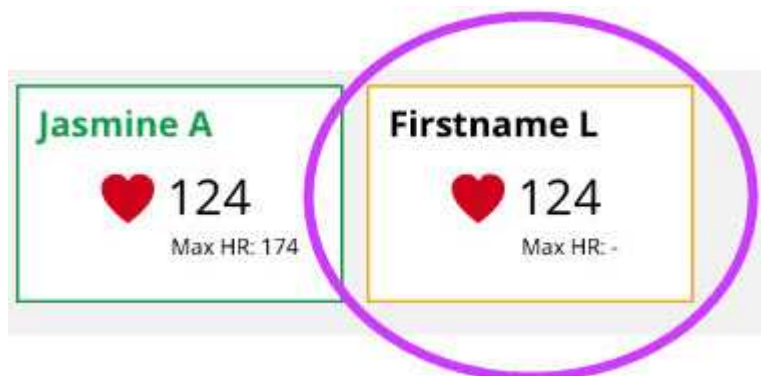 Jasmine A
124
Max HR: 174
Firstname L
124
Max HR: -